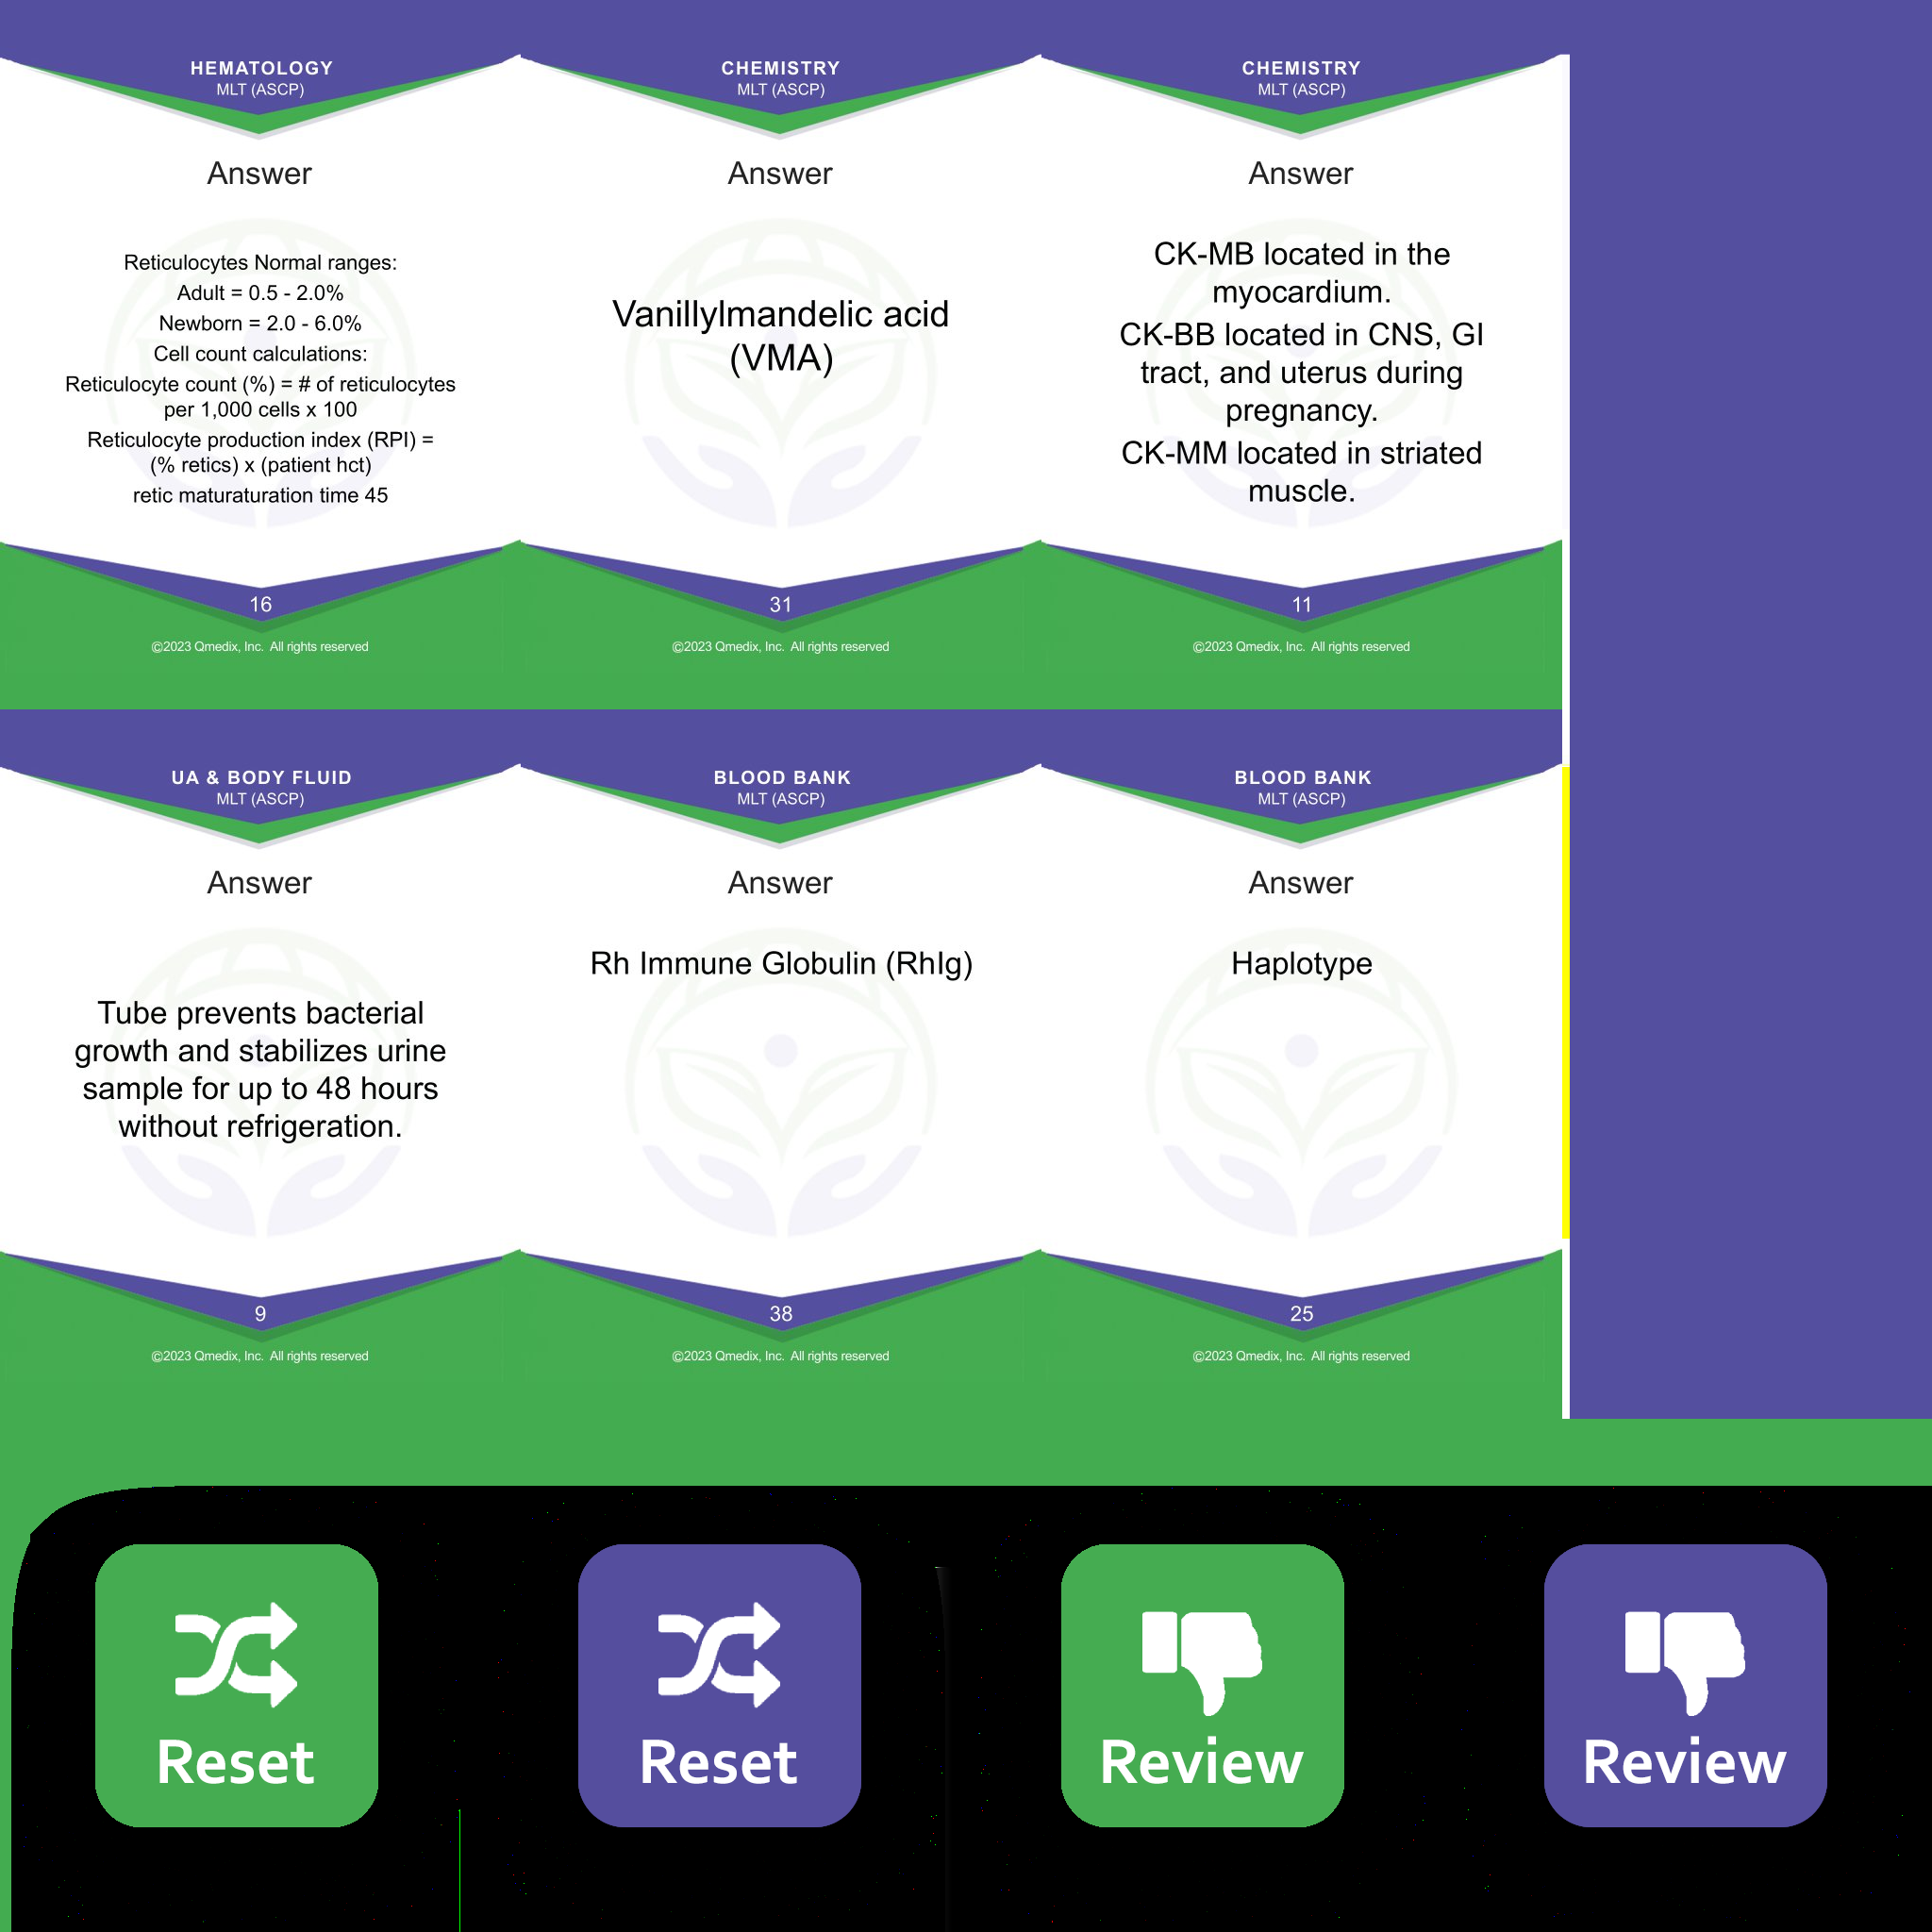 HEMATOLOGY
MLT (ASCP)
Answer
Reticulocytes Normal ranges:
Adult = 0.5 - 2.0%
Newborn = 2.0 - 6.0%
Cell count calculations:
Reticulocyte count (%) = # of reticulocytes
per 1,000 cells x 100
Reticulocyte production index (RPI) =
(% retics) x (patient hct)
retic maturaturation time 45
16
©2023 Qmedix, Inc. All rights reserved
CHEMISTRY
MLT (ASCP)
Answer
Vanillylmandelic acid
(VMA)
31
©2023 Qmedix, Inc. All rights reserved
CHEMISTRY
MLT (ASCP)
Answer
CK-MB located in the
myocardium.
CK-BB located in CNS, GI
tract, and uterus during
pregnancy.
CK-MM located in striated
muscle.
11
©2023 Qmedix, Inc. All rights reserved
UA & BODY FLUID
MLT (ASCP)
Answer
Tube prevents bacterial
growth and stabilizes urine
sample for up to 48 hours
without refrigeration.
9
©2023 Qmedix, Inc. All rights reserved
BLOOD BANK
MLT (ASCP)
Answer
Rh Immune Globulin (RhIg)
38
©2023 Qmedix, Inc. All rights reserved
BLOOD BANK
MLT (ASCP)
Answer
Haplotype
25
©2023 Qmedix, Inc. All rights reserved
Reset
Reset
Review
Review